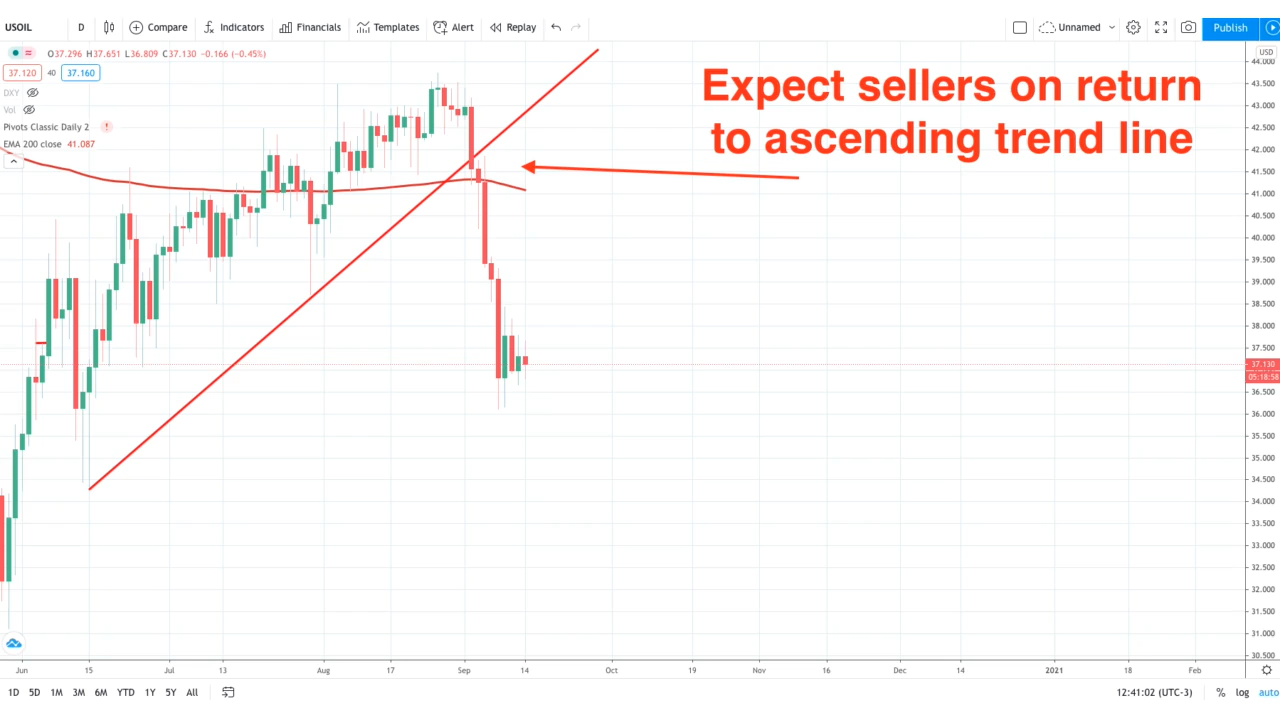 USOIL D Compare Indicators Financials Templates Alert Replay Unnamed Publish
O37.296 H37.651 L36.809 C37.130 -0.166 (-0.45%)
37.120 40 37.160
DXY
Vol
Pivots Classic Daily 2
EMA 200 close 41.087
Expect sellers on return
to ascending trend line
USD
44.000
43.500
43.000
42.500
42.000
41.500
41.000
40.500
40.000
39.500
39.000
38.500
38.000
37.500
37.130
05:18:58
36.500
36.000
35.500
35.000
34.500
34.000
33.500
33.000
32.500
32.000
31.500
31.000
30.500
Jun 15 Jul 13 Aug 17 Sep 14 Oct 19 Nov 16 Dec 14 2021 18 Feb
1D 5D 1M 3M 6M YTD 1Y 5Y All 12:41:02 (UTC-3) % log auto